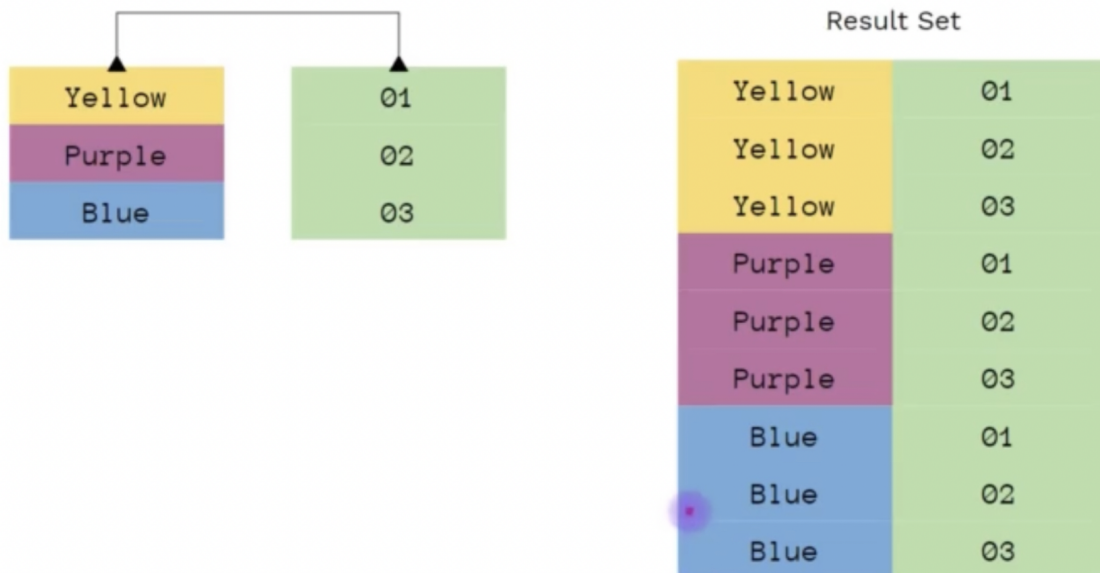 Yellow 01
Purple 02
Blue 03
Result Set
Yellow 01
Yellow 02
Yellow 03
Purple 01
Purple 02
Purple 03
Blue 01
Blue 02
Blue 03